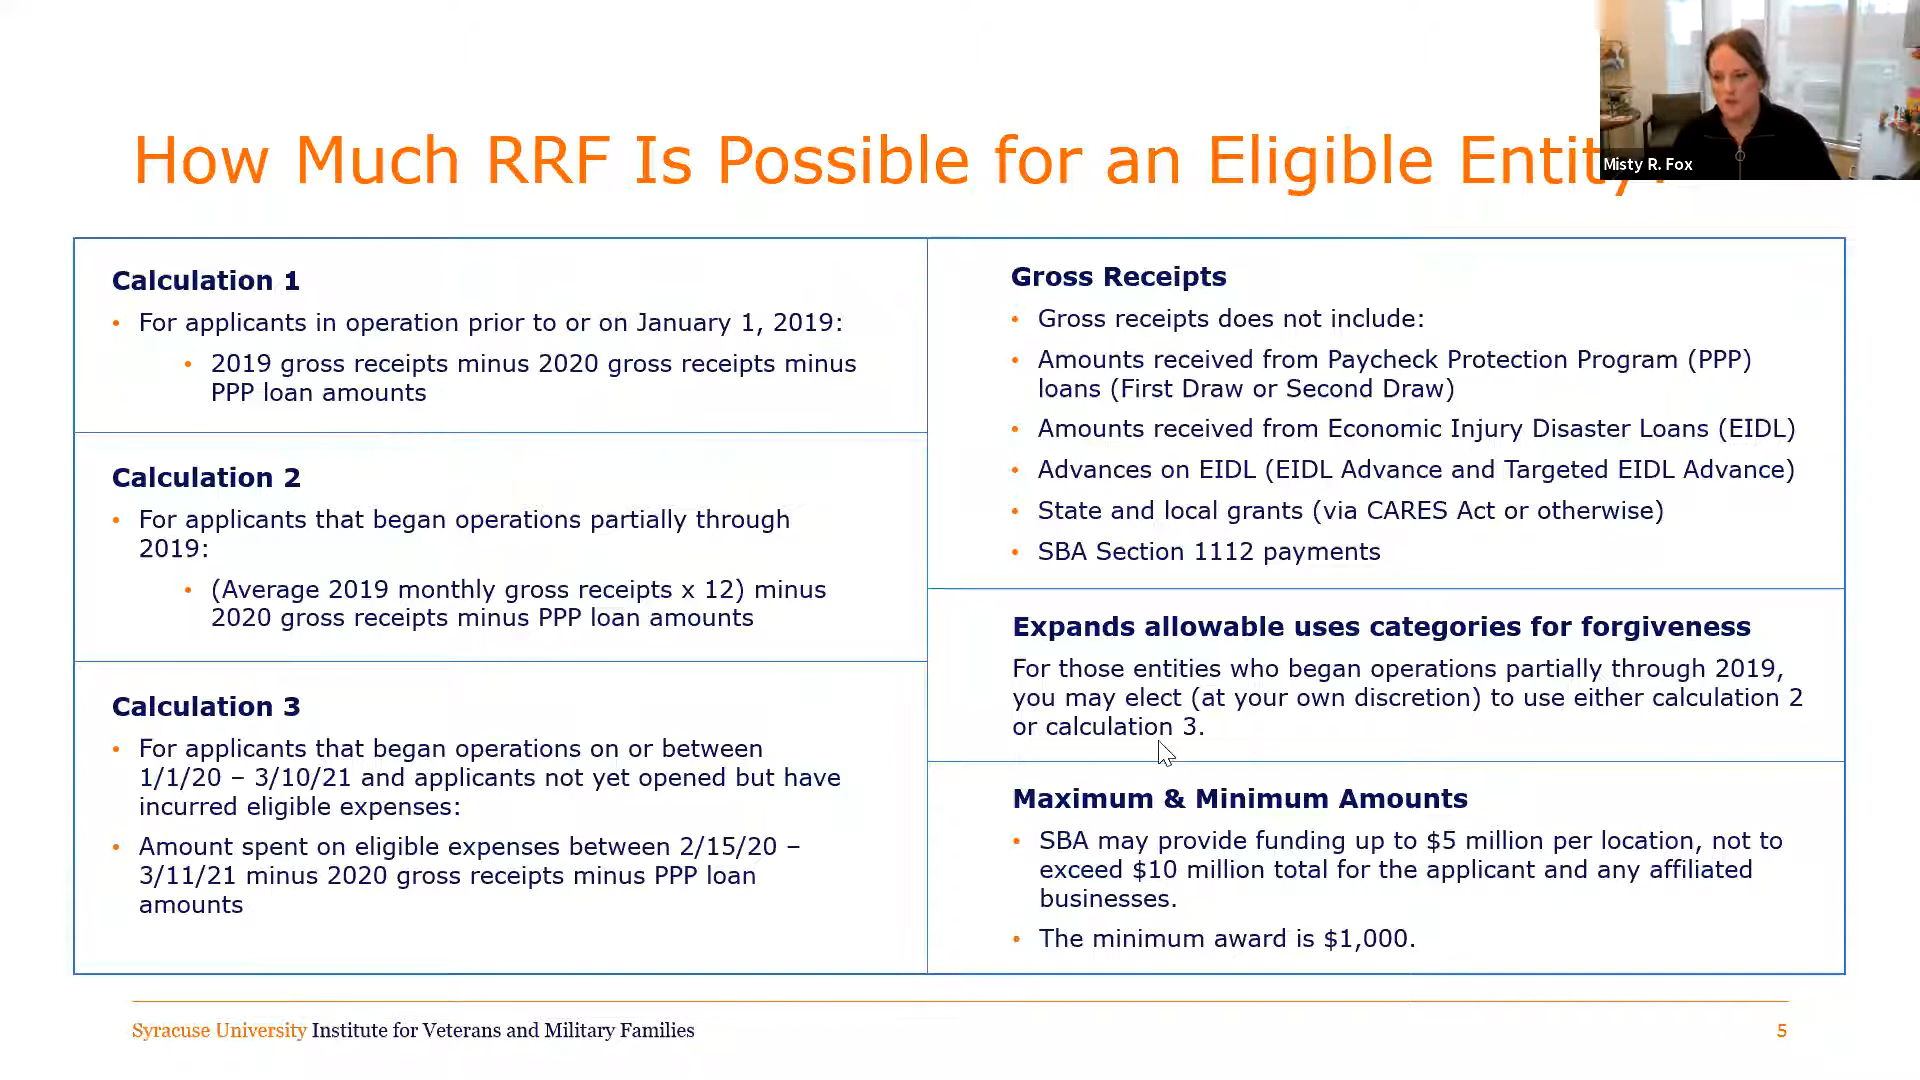 How Much RRF Is Possible for an Eligible Entity?
Misty R. Fox
Calculation 1
• For applicants in operation prior to or on January 1, 2019:
• 2019 gross receipts minus 2020 gross receipts minus
PPP loan amounts
Calculation 2
• For applicants that began operations partially through
2019:
• (Average 2019 monthly gross receipts x 12) minus
2020 gross receipts minus PPP loan amounts
Calculation 3
• For applicants that began operations on or between
1/1/20 – 3/10/21 and applicants not yet opened but have
incurred eligible expenses:
• Amount spent on eligible expenses between 2/15/20 –
3/11/21 minus 2020 gross receipts minus PPP loan
amounts
Gross Receipts
• Gross receipts does not include:
• Amounts received from Paycheck Protection Program (PPP)
loans (First Draw or Second Draw)
• Amounts received from Economic Injury Disaster Loans (EIDL)
• Advances on EIDL (EIDL Advance and Targeted EIDL Advance)
• State and local grants (via CARES Act or otherwise)
• SBA Section 1112 payments
Expands allowable uses categories for forgiveness
For those entities who began operations partially through 2019,
you may elect (at your own discretion) to use either calculation 2
or calculation 3.
Maximum & Minimum Amounts
• SBA may provide funding up to $5 million per location, not to
exceed $10 million total for the applicant and any affiliated
businesses.
• The minimum award is $1,000.
Syracuse University Institute for Veterans and Military Families
5